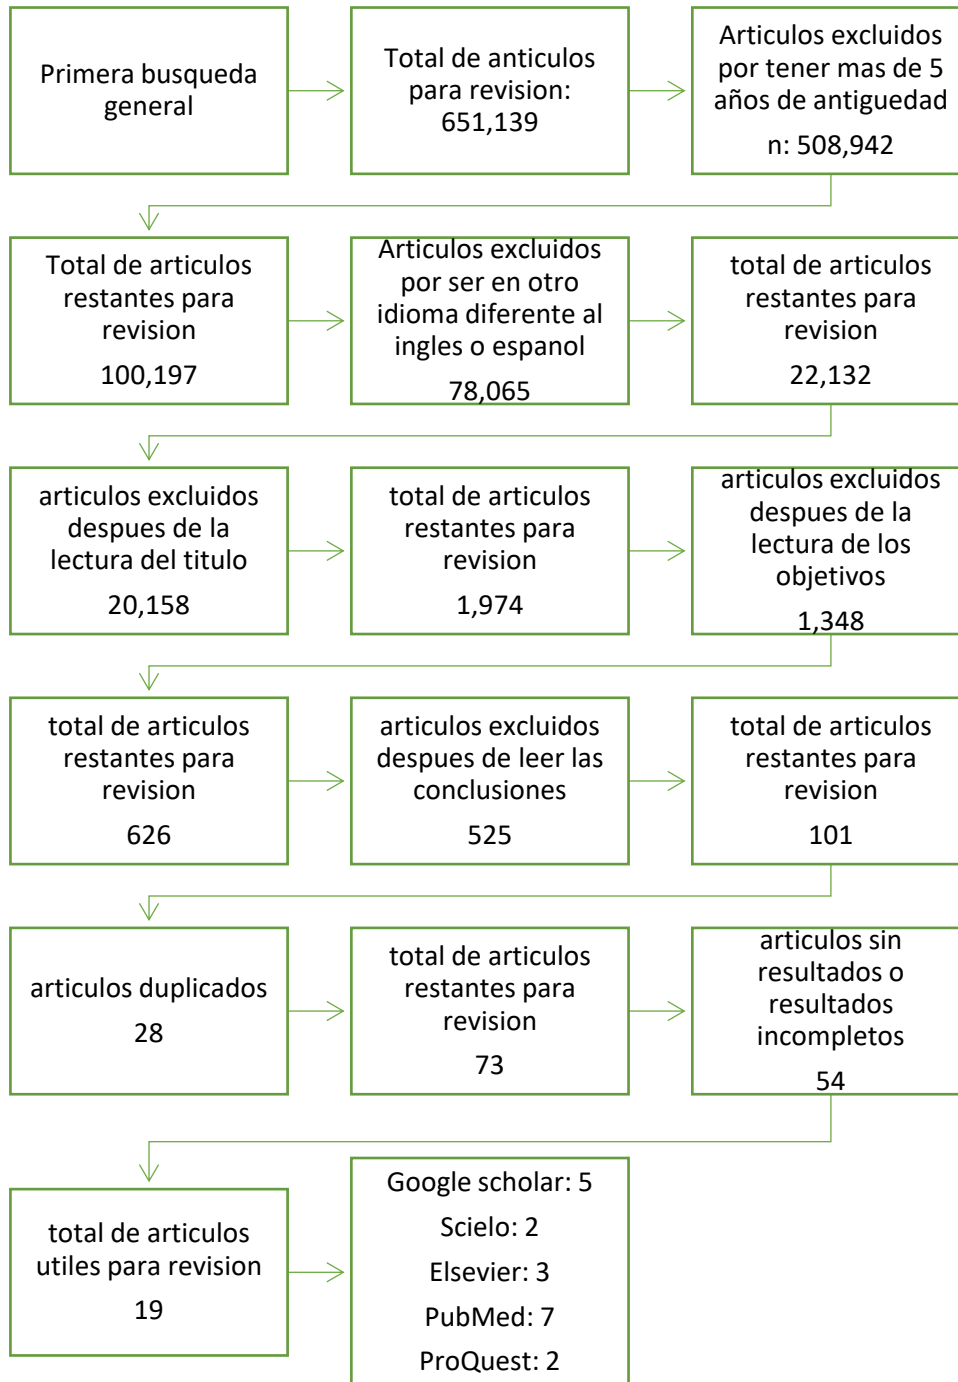 Primera busqueda
general
Total de anticulos
para revision:
651,139
Articulos excluidos
por tener mas de 5
años de antiguedad
n: 508,942
Total de articulos
restantes para
revision
100,197
Articulos excluidos
por ser en otro
idioma diferente al
ingles o espanol
78,065
total de articulos
restantes para
revision
22,132
articulos excluidos
despues de la
lectura del titulo
20,158
total de articulos
restantes para
revision
1,974
articulos excluidos
despues de la
lectura de los
objetivos
1,348
total de articulos
restantes para
revision
626
articulos excluidos
despues de leer las
conclusiones
525
total de articulos
restantes para
revision
101
articulos duplicados
28
total de articulos
restantes para
revision
73
articulos sin
resultados o
resultados
incompletos
54
total de articulos
utiles para revision
19
Google scholar: 5
Scielo: 2
Elsevier: 3
PubMed: 7
ProQuest: 2